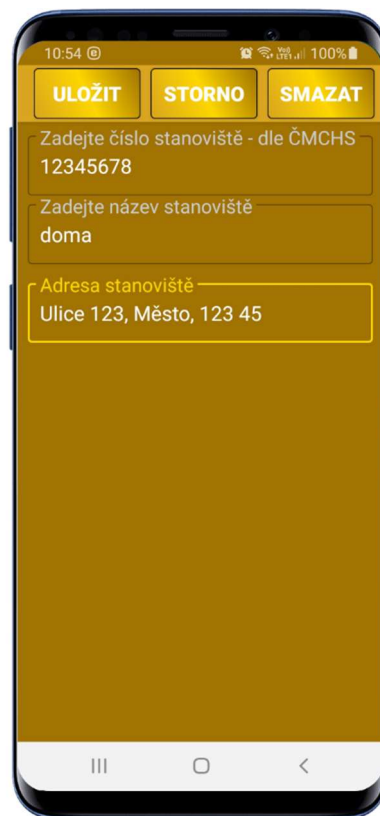 10:54 100%
ULOŽIT STORNO SMAZAT
Zadejte číslo stanoviště - dle ČMCHS
12345678
Zadejte název stanoviště
doma
Adresa stanoviště
Ulice 123, Město, 123 45